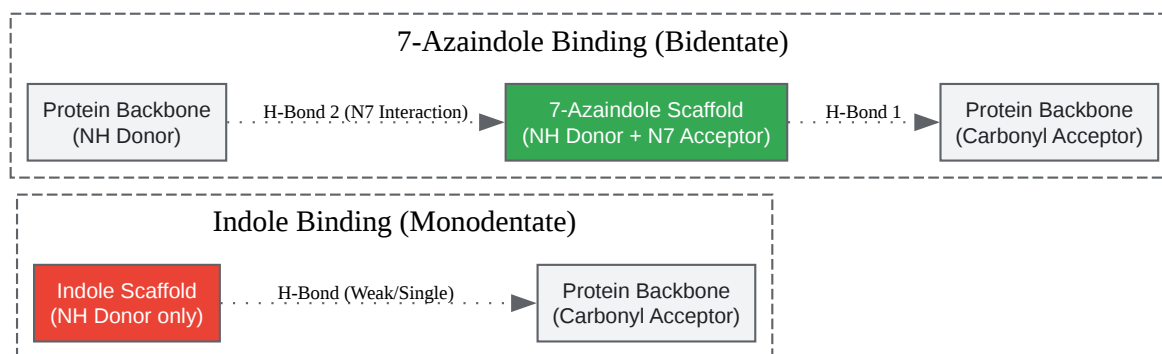 7-Azaindole Binding (Bidentate)
Protein Backbone
(NH Donor)
H-Bond 2 (N7 Interaction)
7-Azaindole Scaffold
(NH Donor + N7 Acceptor)
H-Bond 1
Protein Backbone
(Carbonyl Acceptor)
Indole Binding (Monodentate)
Indole Scaffold
(NH Donor only)
H-Bond (Weak/Single)
Protein Backbone
(Carbonyl Acceptor)